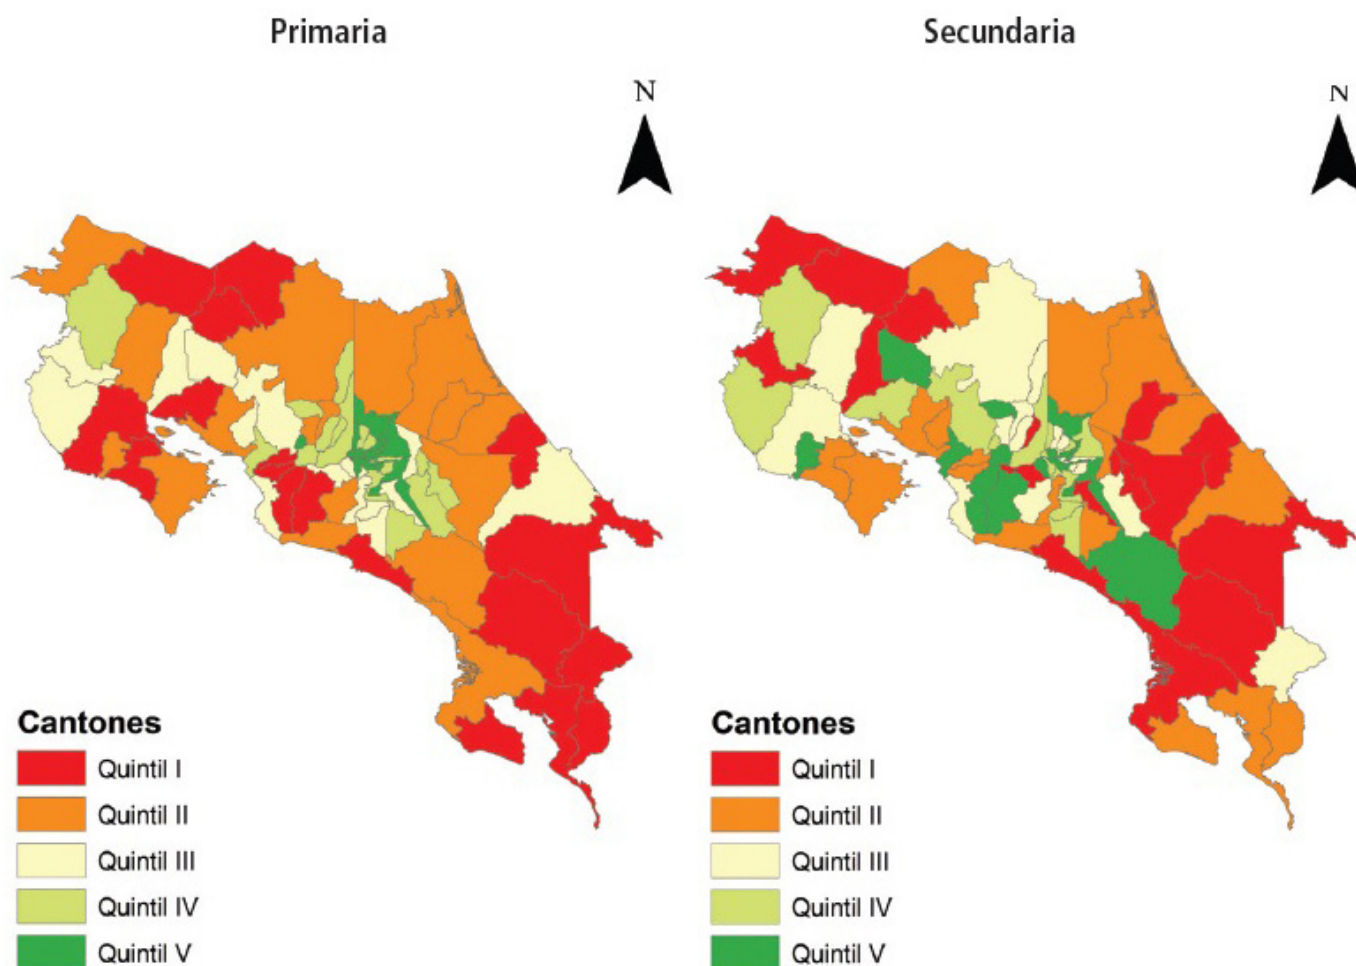 Primaria
Secundaria
N
N
Cantones
Quintil I
Quintil II
Quintil III
Quintil IV
Quintil V
Cantones
Quintil I
Quintil II
Quintil III
Quintil IV
Quintil V